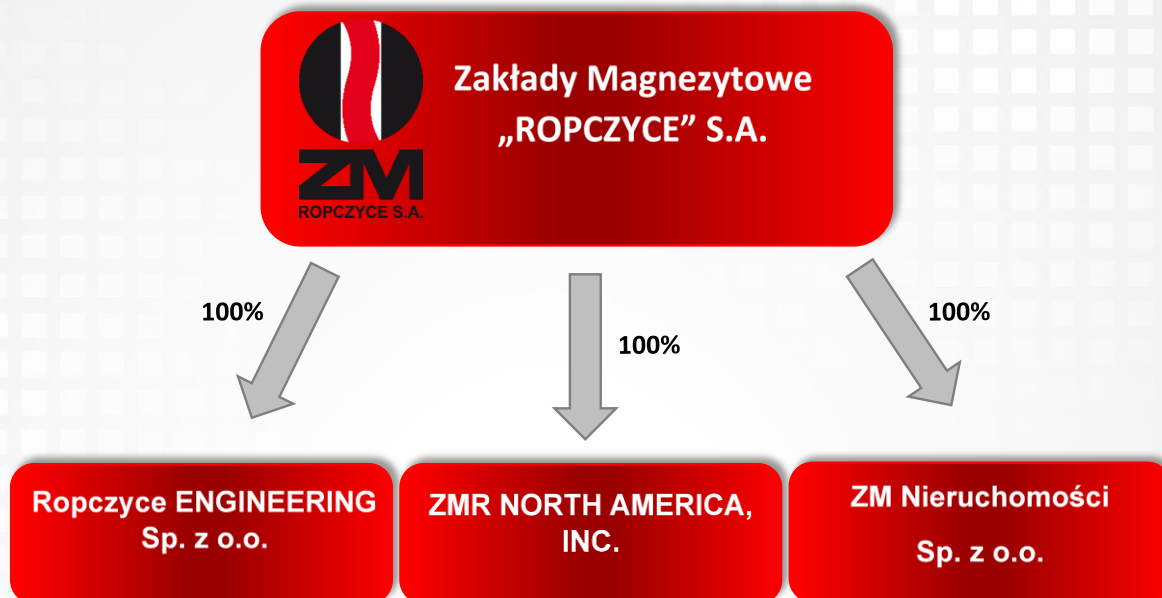 Zakłady Magnezytowe
„ROPCZYCE” S.A.
ZM
ROPCZYCE S.A.
100%
100%
100%
Ropczyce ENGINEERING
Sp. z o.o.
ZMR NORTH AMERICA,
INC.
ZM Nieruchomości
Sp. z o.o.